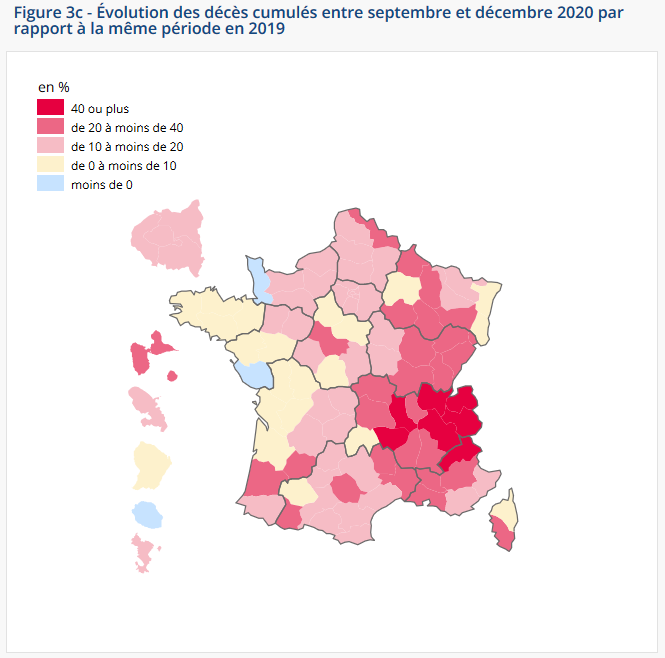 Figure 3c - Évolution des décès cumulés entre septembre et décembre 2020 par
rapport à la même période en 2019
en %
40 ou plus
de 20 à moins de 40
de 10 à moins de 20
de 0 à moins de 10
moins de 0